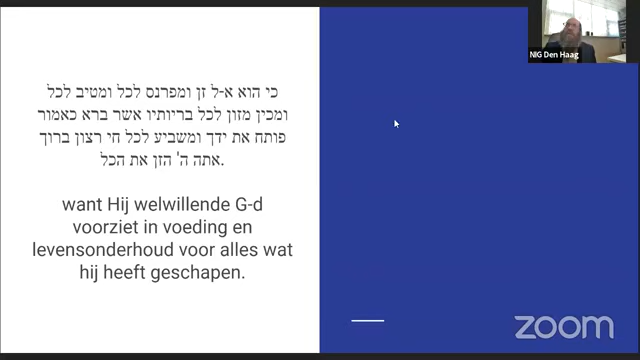 כי הוא א-ל זן ומפרנס לכל ומטיב לכל
ומכין מזון לכל בריותיו אשר ברא כאמור
פותח את ידך ומשביע לכל חי רצון ברוך
אתה ה' הזן את הכל.
want Hij welwillende G-d
voorziet in voeding en
levensonderhoud voor alles wat
hij heeft geschapen.
NIG Den Haag
zoom